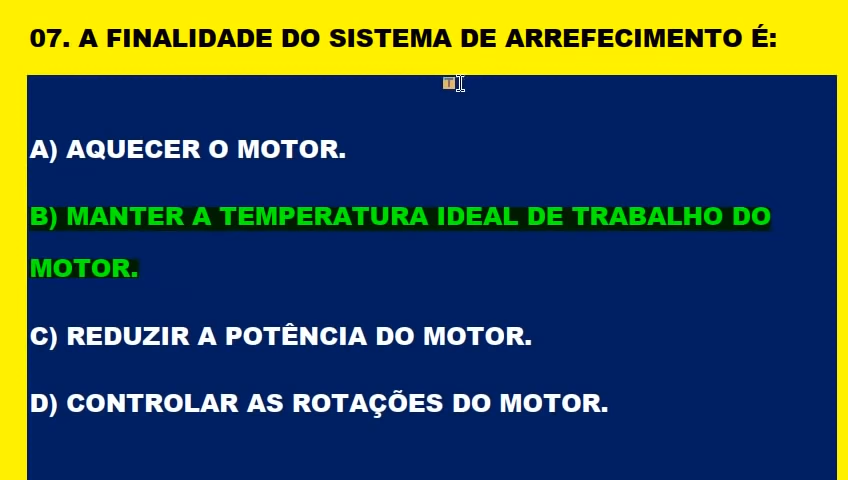 07. A FINALIDADE DO SISTEMA DE ARREFECIMENTO É:
A) AQUECER O MOTOR.
B) MANTER A TEMPERATURA IDEAL DE TRABALHO DO
MOTOR.
C) REDUZIR A POTÊNCIA DO MOTOR.
D) CONTROLAR AS ROTAÇÕES DO MOTOR.